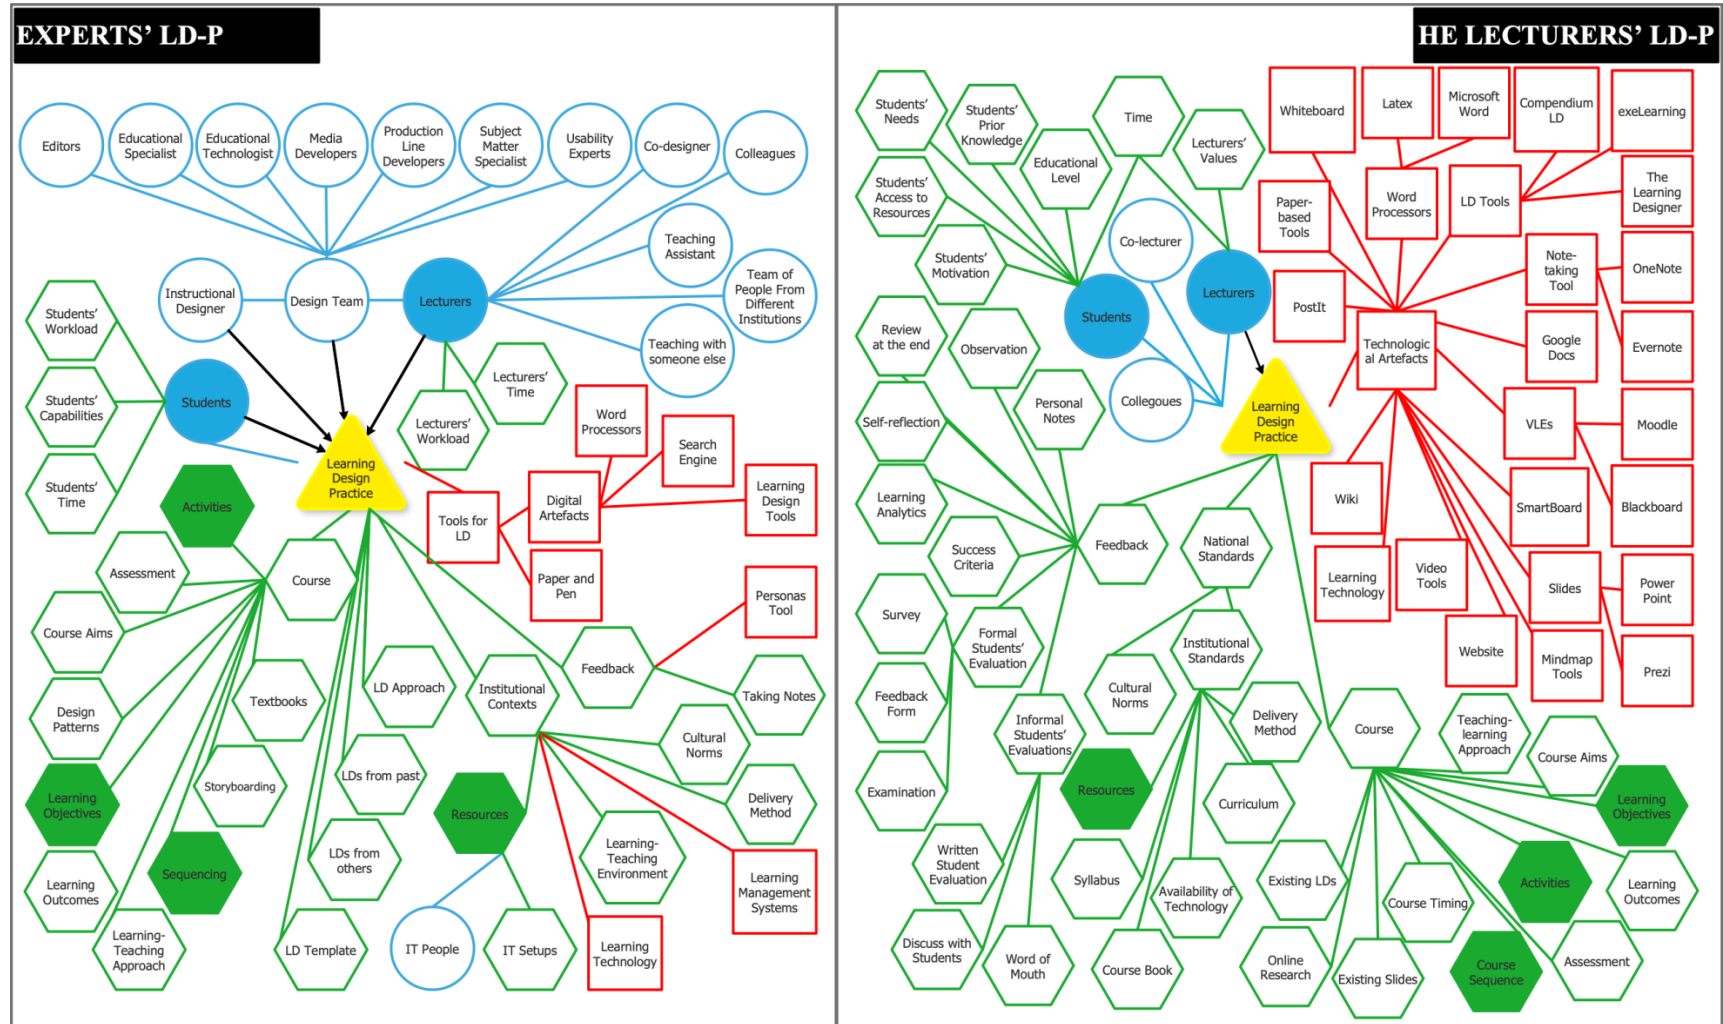 EXPERTS' LD-P
Editors
Educational
Specialist
Educational
Technologist
Media
Developers
Production
Line
Developers
Subject
Matter
Specialist
Usability
Experts
Co-designer
Colleagues
Teaching
Assistant
Team of
People From
Different
Institutions
Teaching with
someone else
Instructional
Designer
Design Team
Lecturers
Students'
Workload
Students'
Capabilities
Students'
Time
Students
Lecturers'
Time
Lecturers'
Workload
Learning
Design
Practice
Word
Processors
Search
Engine
Digital
Artefacts
Learning
Design
Tools
Tools for
LD
Paper and
Pen
Personas
Tool
Activities
Assessment
Course
Course Aims
Design
Patterns
Textbooks
LD Approach
Institutional
Contexts
Feedback
Taking Notes
Cultural
Norms
Storyboarding
LDs from past
Learning
Objectives
Resources
Delivery
Method
Learning-
Teaching
Environment
LDs from
others
Sequencing
Learning
Outcomes
Learning
Management
Systems
Learning-
Teaching
Approach
LD Template
IT People
IT Setups
Learning
Technology
HE LECTURERS' LD-P
Students'
Needs
Students'
Prior
Knowledge
Time
Educational
Level
Lecturers'
Values
Students'
Access to
Resources
Students'
Motivation
Co-lecturer
Students
Lecturers
Collegoues
Learning
Design
Practice
Whiteboard
Latex
Microsoft
Word
Compendium
LD
exeLearning
Paper-
based
Tools
Word
Processors
LD Tools
The
Learning
Designer
Note-
taking
Tool
OneNote
PostIt
Technologic
al Artefacts
Google
Docs
Evernote
VLEs
Moodle
Wiki
SmartBoard
Blackboard
Learning
Technology
Video
Tools
Slides
Power
Point
Website
Mindmap
Tools
Prezi
Review
at the end
Observation
Self-reflection
Personal
Notes
Learning
Analytics
Success
Criteria
Feedback
National
Standards
Survey
Formal
Students'
Evaluation
Institutional
Standards
Feedback
Form
Informal
Students'
Evaluations
Cultural
Norms
Delivery
Method
Course
Teaching-
learning
Approach
Course Aims
Examination
Resources
Curriculum
Learning
Objectives
Written
Student
Evaluation
Syllabus
Availability of
Technology
Existing LDs
Course Timing
Activities
Learning
Outcomes
Discuss with
Students
Word of
Mouth
Course Book
Online
Research
Existing Slides
Course
Sequence
Assessment